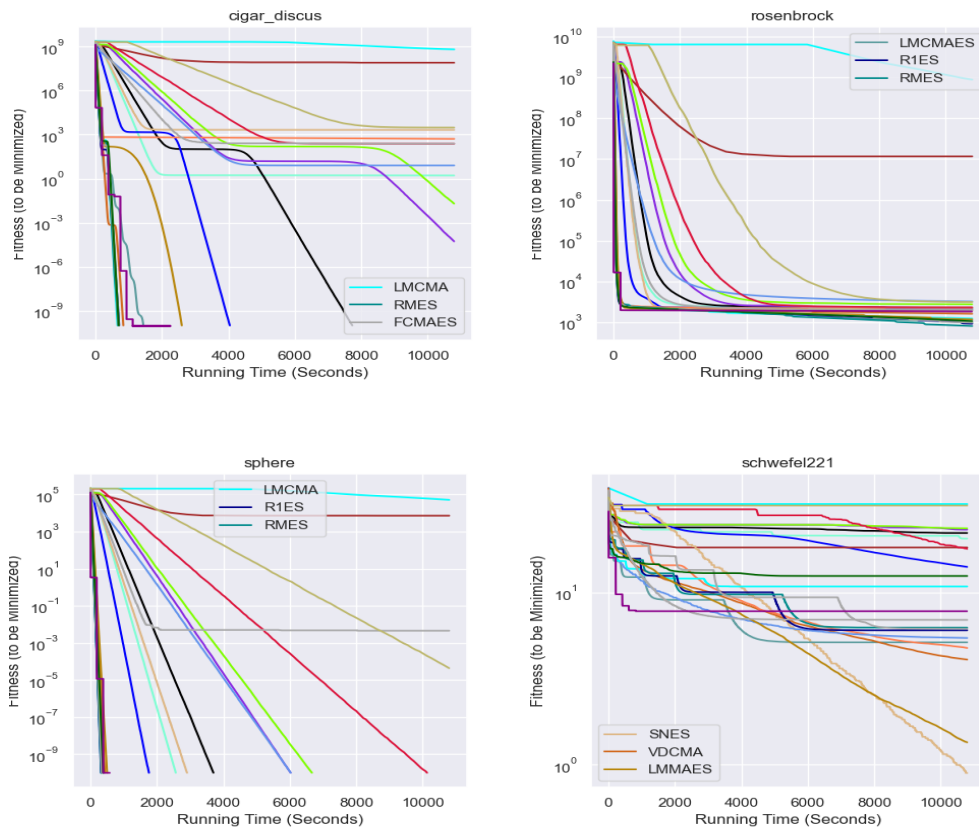 cigar_discus
10^9
10^6
10^3
10^0
10^-3
10^-6
10^-9
Fitness (to be Minimized)
LMCMA
RMES
FCMAES
0
2000
4000
6000
8000
10000
Running Time (Seconds)
rosenbrock
10^10
10^9
10^8
10^7
10^6
10^5
10^4
10^3
Fitness (to be Minimized)
LMCMAES
R1ES
RMES
0
2000
4000
6000
8000
10000
Running Time (Seconds)
sphere
10^5
10^3
10^1
10^-1
10^-3
10^-5
10^-7
10^-9
Fitness (to be Minimized)
LMCMA
R1ES
RMES
0
2000
4000
6000
8000
10000
Running Time (Seconds)
schwefel221
10^1
10^0
Fitness (to be Minimized)
SNES
VDCMA
LMMAES
0
2000
4000
6000
8000
10000
Running Time (Seconds)